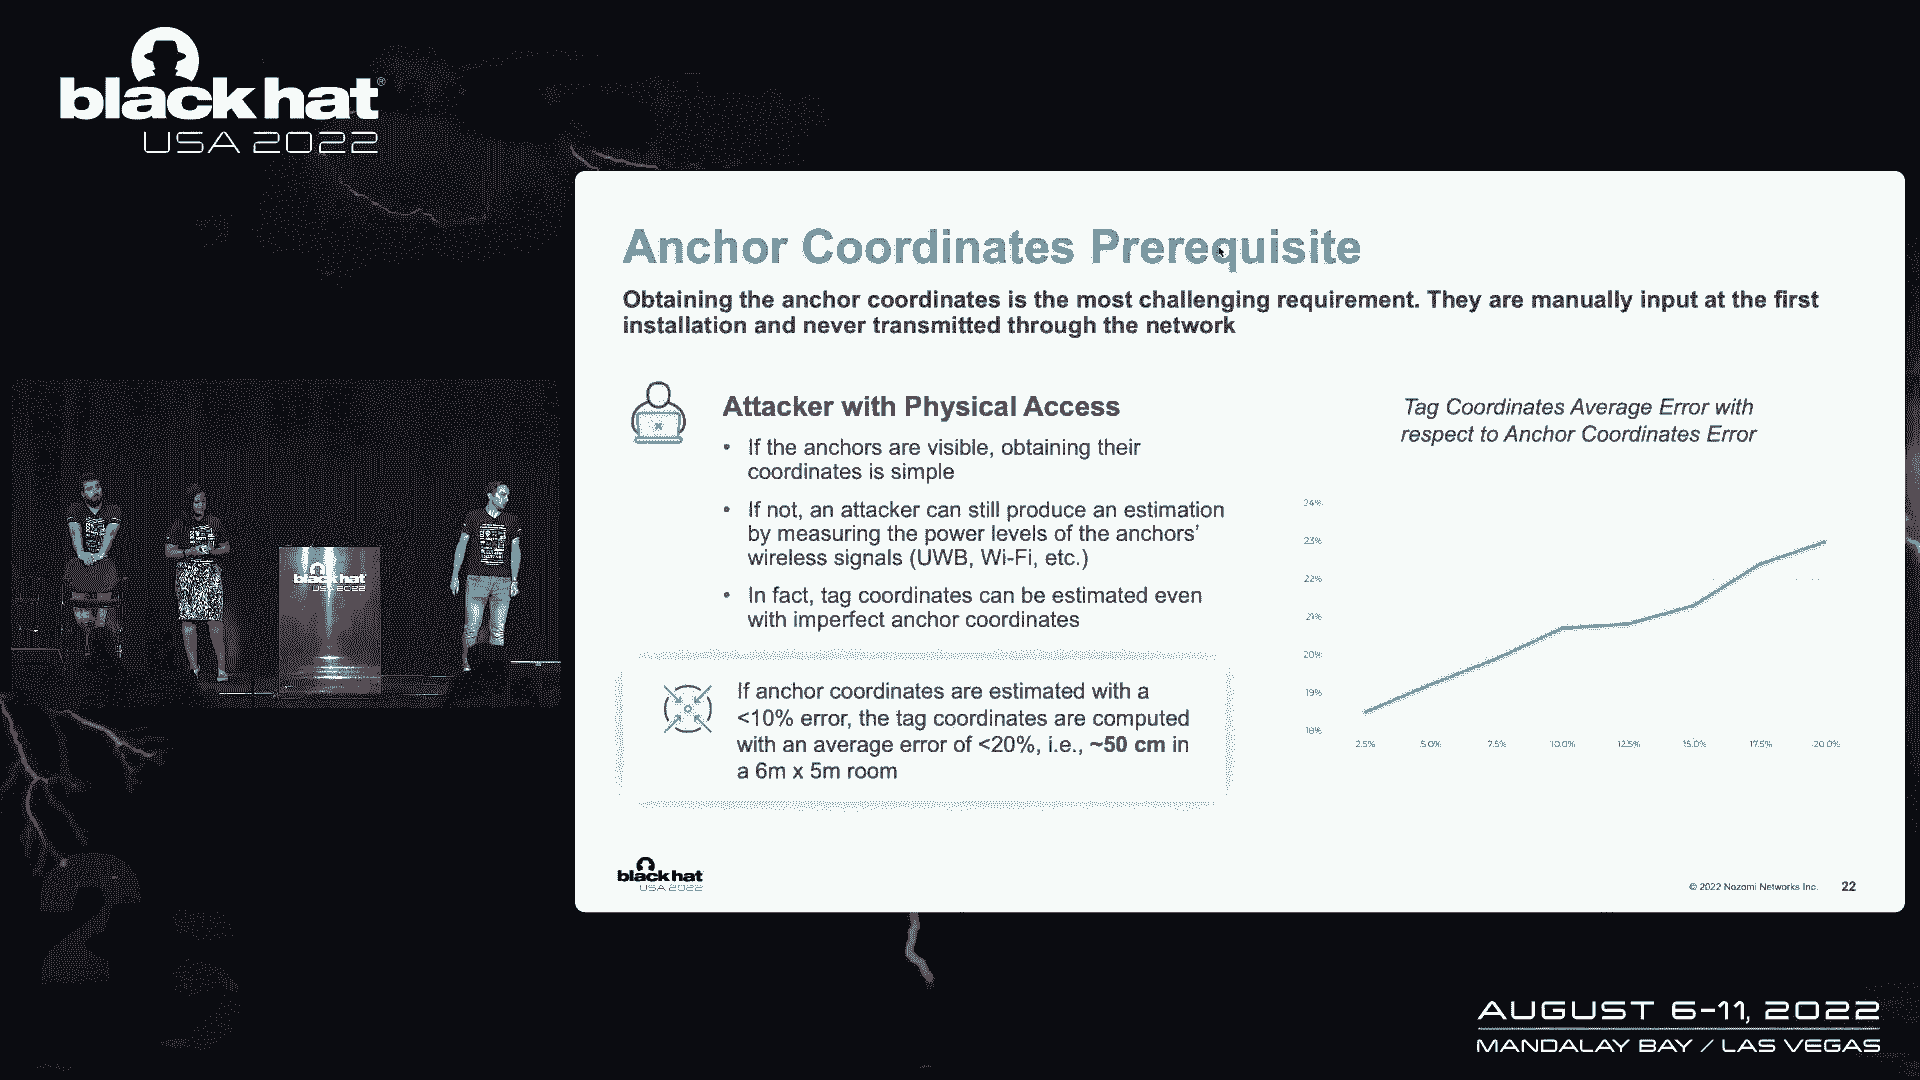 black hat®
USA 2022
Anchor Coordinates Prerequisite
Obtaining the anchor coordinates is the most challenging requirement. They are manually input at the first
installation and never transmitted through the network
Attacker with Physical Access
• If the anchors are visible, obtaining their
coordinates is simple
• If not, an attacker can still produce an estimation
by measuring the power levels of the anchors’
wireless signals (UWB, Wi-Fi, etc.)
• In fact, tag coordinates can be estimated even
with imperfect anchor coordinates
If anchor coordinates are estimated with a
<10% error, the tag coordinates are computed
with an average error of <20%, i.e., ~50 cm in
a 6m x 5m room
Tag Coordinates Average Error with
respect to Anchor Coordinates Error
24%
23%
22%
21%
20%
19%
18%
2.5% 5.0% 7.5% 10.0% 12.5% 15.0% 17.5% 20.0%
black hat
USA 2022
black hat
USA 2022
© 2022 Nozomi Networks Inc. 22
AUGUST 6-11, 2022
MANDALAY BAY / LAS VEGAS